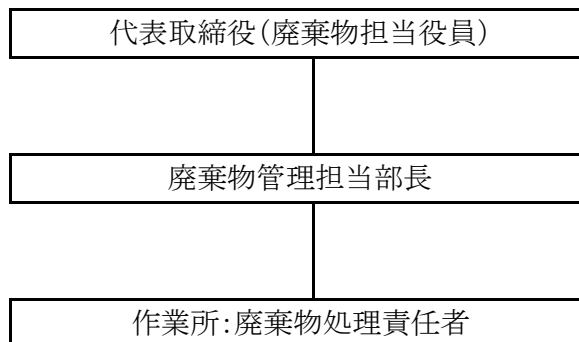 代表取締役(廃棄物担当役員)
廃棄物管理担当部長
作業所:廃棄物処理責任者